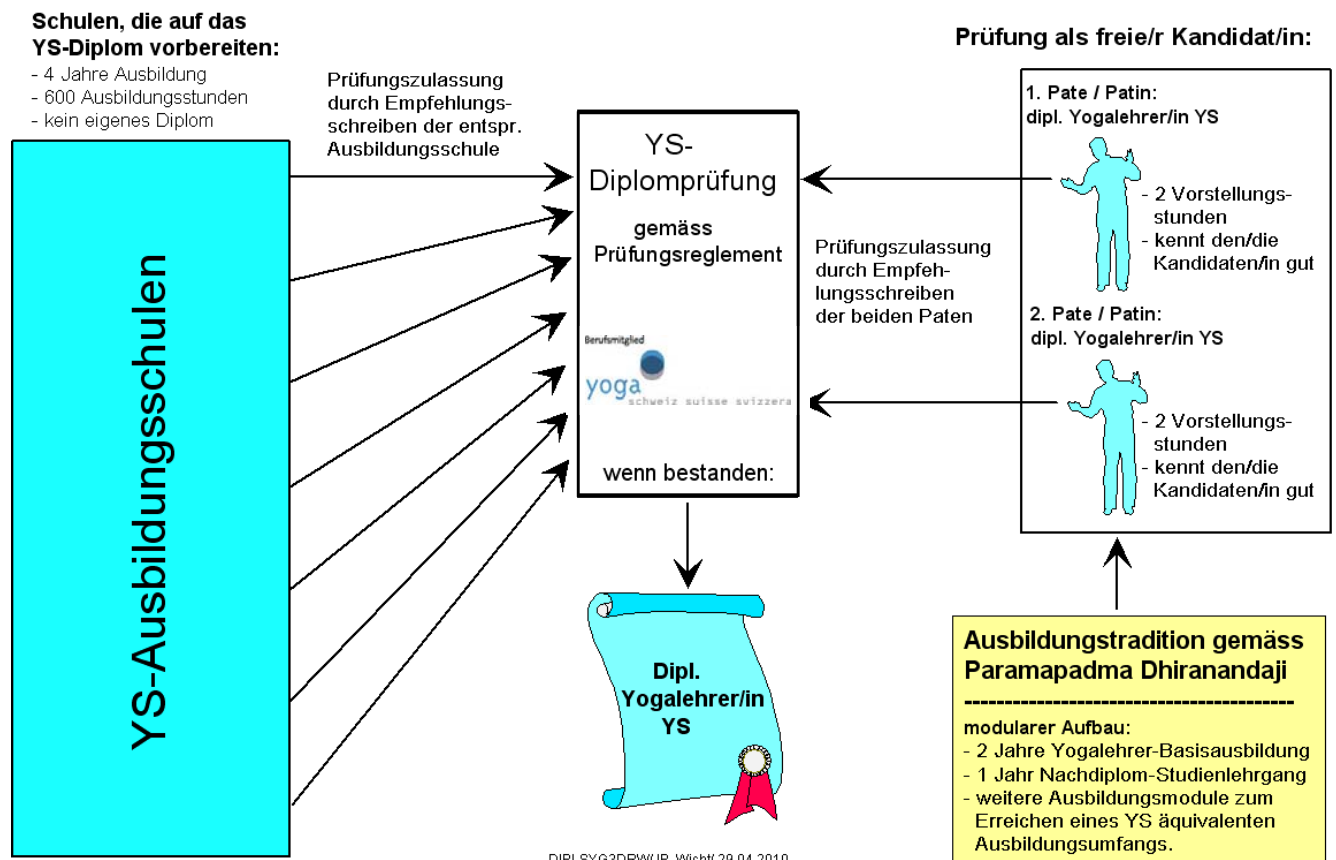 Schulen, die auf das
YS-Diplom vorbereiten:
- 4 Jahre Ausbildung
- 600 Ausbildungsstunden
- kein eigenes Diplom
YS-Ausbildungsschulen
Prüfungszulassung
durch Empfehlungs-
schreiben der entspr.
Ausbildungsschule
YS-
Diplomprüfung
gemäss
Prüfungsreglement
Berufsmitglied
yoga
schweiz suisse svizzera
wenn bestanden:
Dipl.
Yogalehrer/in
YS
Prüfung als freie/r Kandidat/in:
1. Pate / Patin:
dipl. Yogalehrer/in YS
- 2 Vorstellungs-
stunden
- kennt den/die
Kandidaten/in gut
Prüfungszulassung
durch Empfeh-
lungsschreiben
der beiden Paten
2. Pate / Patin:
dipl. Yogalehrer/in YS
- 2 Vorstellungs-
stunden
- kennt den/die
Kandidaten/in gut
Ausbildungstradition gemäss
Paramapadma Dhiranandaji
modularer Aufbau:
- 2 Jahre Yogalehrer-Basisausbildung
- 1 Jahr Nachdiplom-Studienlehrgang
- weitere Ausbildungsmodule zum
Erreichen eines YS äquivalenten
Ausbildungsumfangs.
29.04.2010